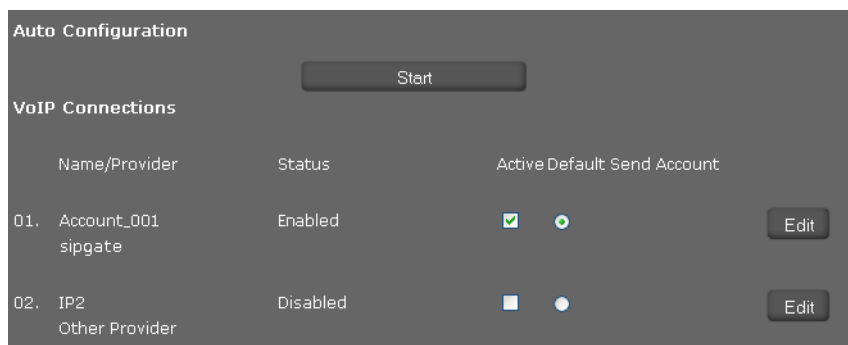 Auto Configuration
Start
VoIP Connections
Name/Provider Status Active Default Send Account
01. Account_001 Enabled Edit
sipgate
02. IP2 Disabled Edit
Other Provider